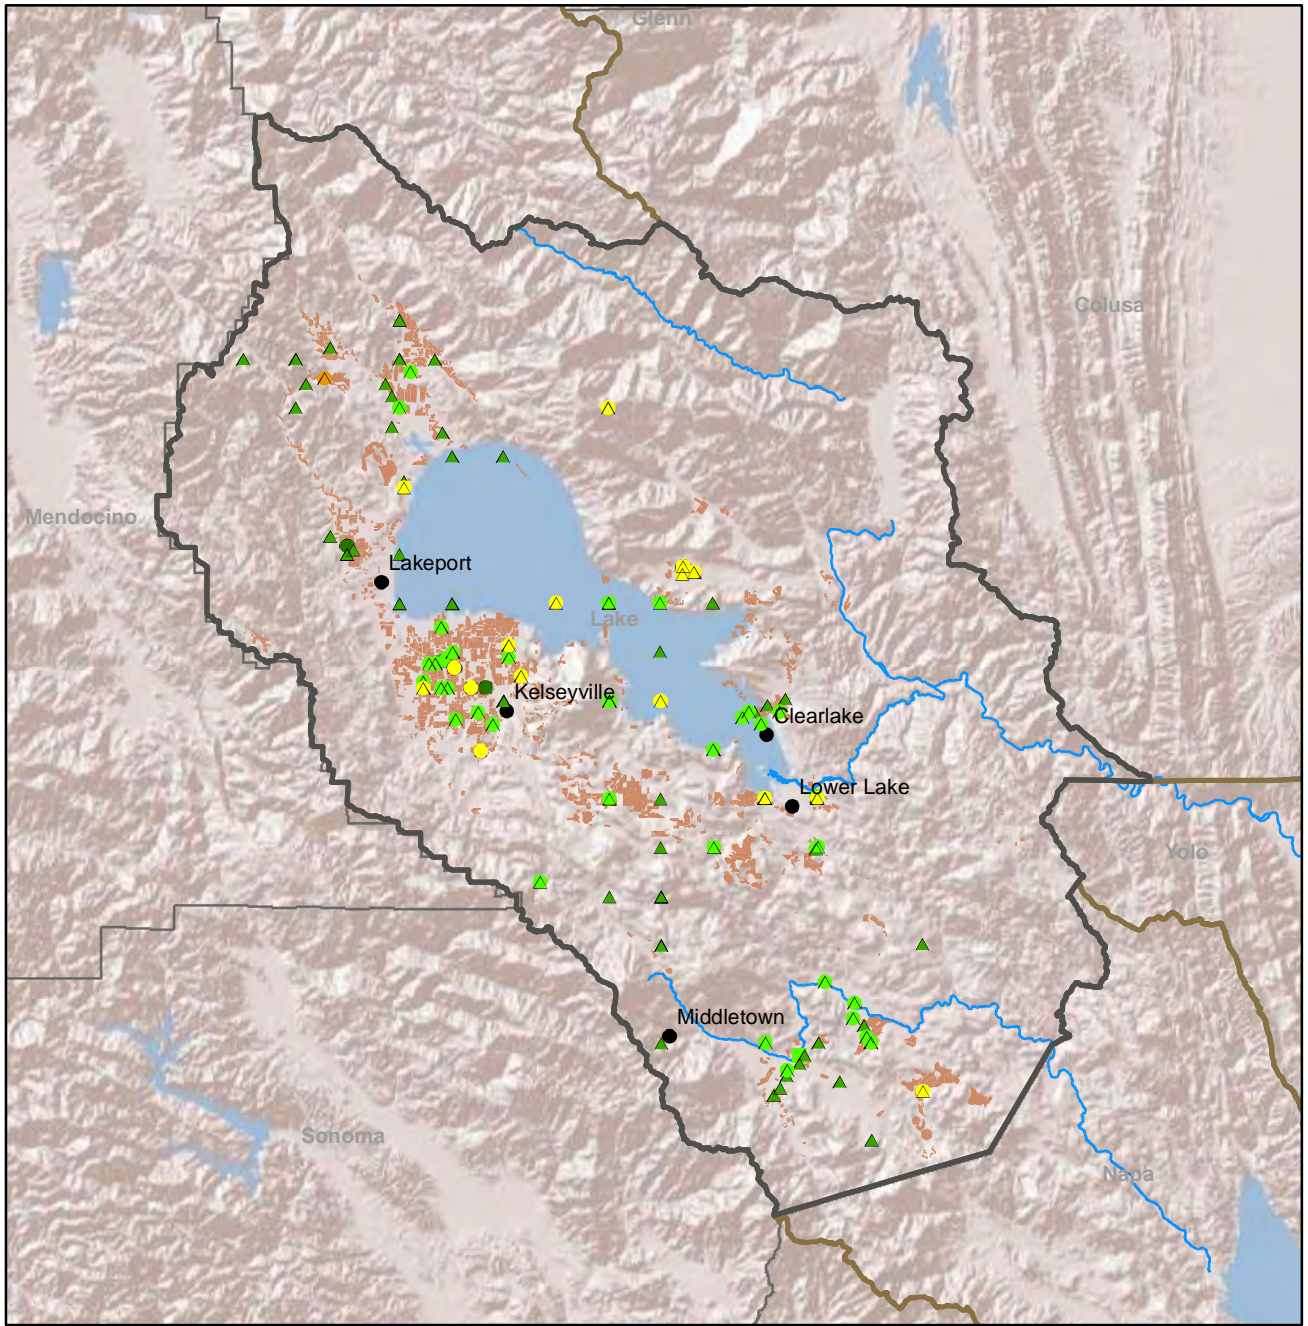 Glenn
Colusa
Mendocino
Lakeport
Lake
Kelseyville
Clearlake
Lower Lake
Yolo
Middletown
Sonoma
Napa